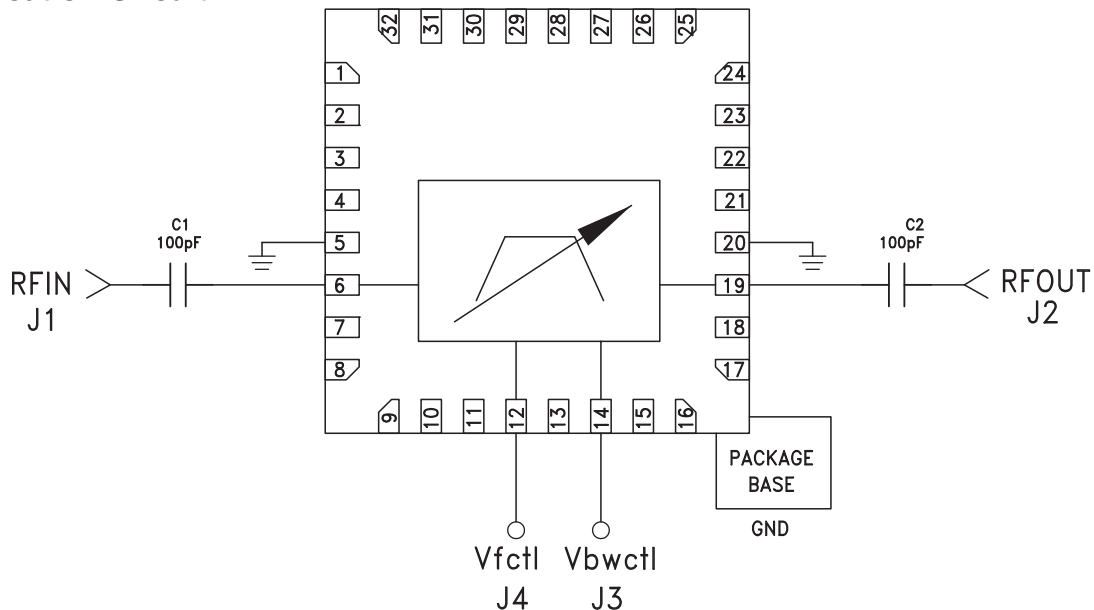 32 31 30 29 28 27 26 25
1
24
2
23
3
22
4
21
C1
100pF
5
20
C2
100pF
RFIN
J1
6
19
RFOUT
J2
7
18
8
17
9 10 11 12 13 14 15 16
PACKAGE
BASE
GND
Vfctl
J4
Vbwctl
J3